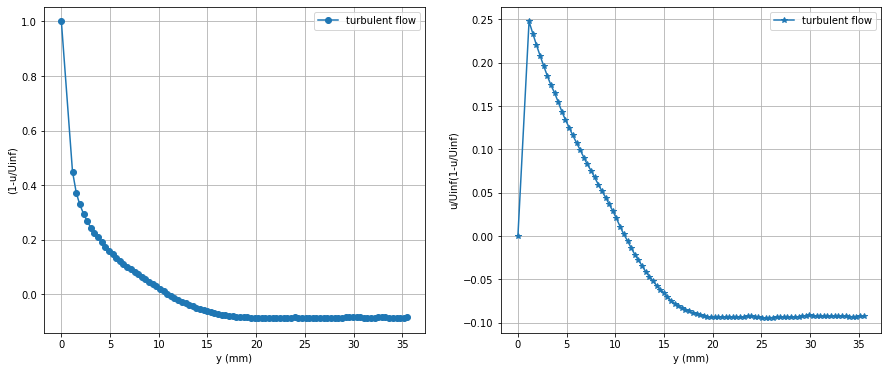 turbulent flow
1.0
0.8
0.6
0.4
0.2
0.0
(1-u/Uinf)
0 5 10 15 20 25 30 35
y (mm)
turbulent flow
0.25
0.20
0.15
0.10
0.05
0.00
−0.05
−0.10
u/Uinf(1-u/Uinf)
0 5 10 15 20 25 30 35
y (mm)